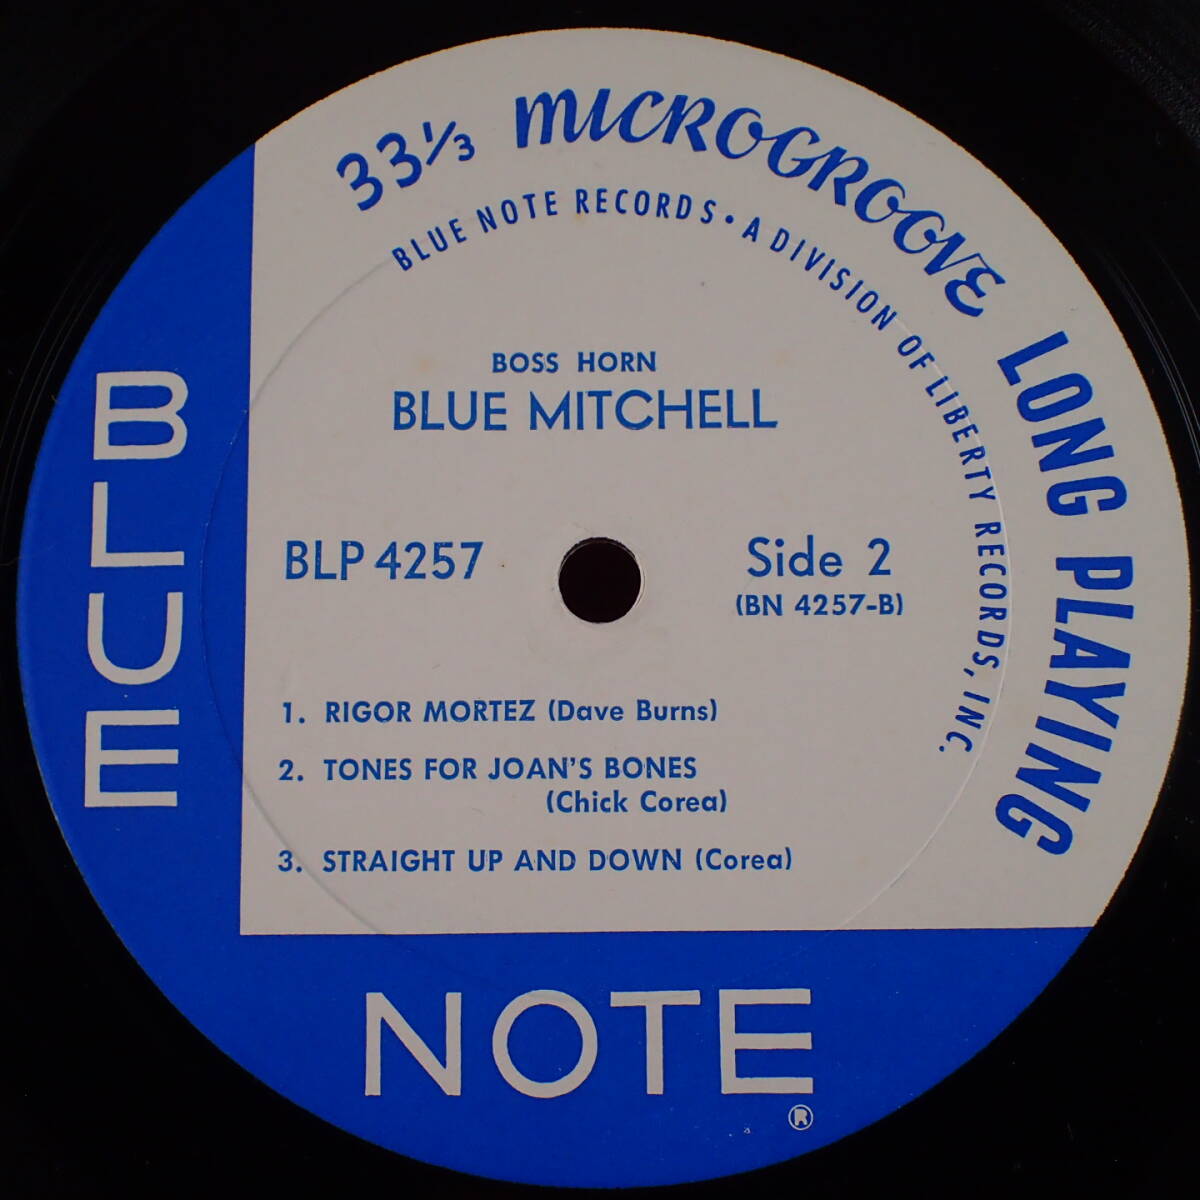 33⅓ MICROGROOVE LONG PLAYING
BLUE NOTE RECORDS • A DIVISION OF LIBERTY RECORDS, INC.
BOSS HORN
BLUE MITCHELL
BLP 4257
Side 2
(BN 4257-B)
1. RIGOR MORTEZ (Dave Burns)
2. TONES FOR JOAN'S BONES
(Chick Corea)
3. STRAIGHT UP AND DOWN (Corea)
BLUE
NOTE
®